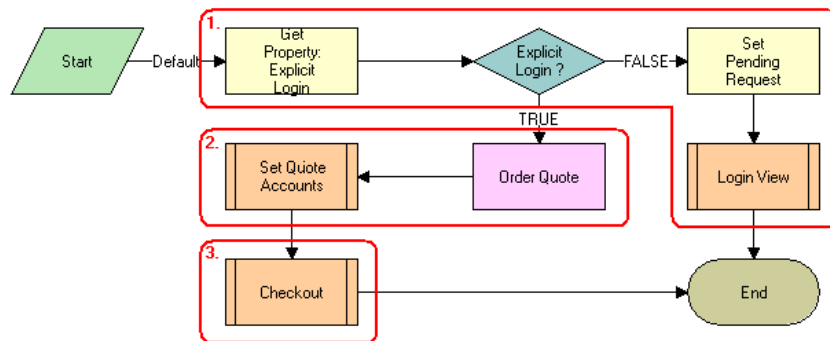 1.
Start
Default
Get
Property:
Explicit
Login
Explicit
Login ?
FALSE
Set
Pending
Request
TRUE
2.
Set Quote
Accounts
Order Quote
Login View
3.
Checkout
End